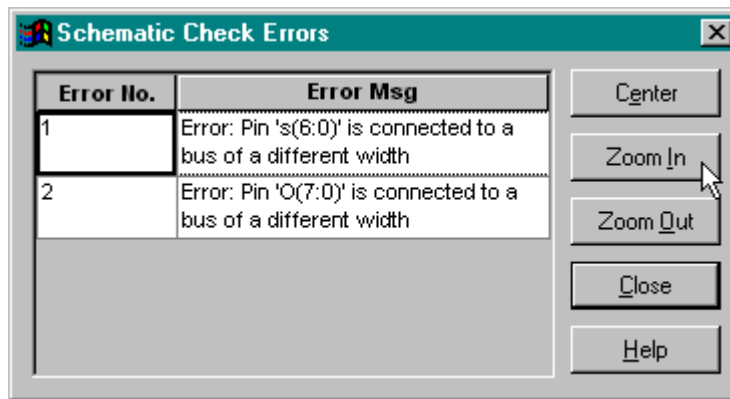 Schematic Check Errors
Error No. Error Msg
1 Error: Pin 's(6:0)' is connected to a
bus of a different width
2 Error: Pin 'O(7:0)' is connected to a
bus of a different width
Center
Zoom In
Zoom Out
Close
Help